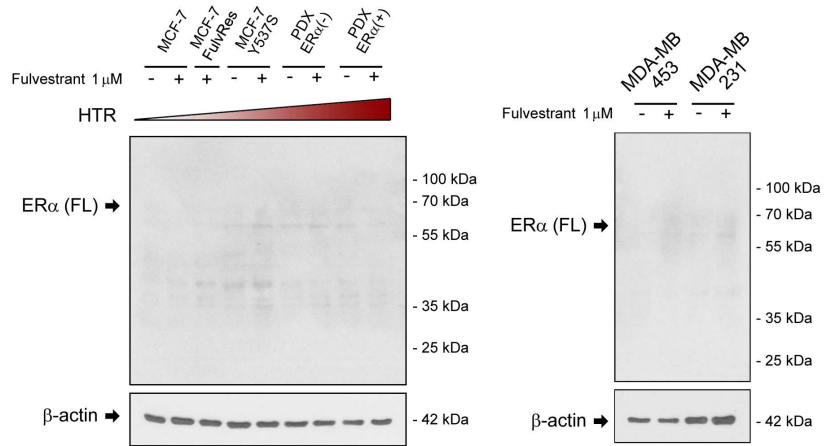 MCF-7
MCF-7 FulvRes
MCF-7 Y537S
PDX ERα(-)
PDX ERα(+)
Fulvestrant 1 μM - + + - + - + - +
HTR
ERα (FL)
- 100 kDa
- 70 kDa
- 55 kDa
- 35 kDa
- 25 kDa
β-actin
- 42 kDa
MDA-MB 453
MDA-MB 231
Fulvestrant 1 μM - + - +
ERα (FL)
- 100 kDa
- 70 kDa
- 55 kDa
- 35 kDa
- 25 kDa
β-actin
- 42 kDa